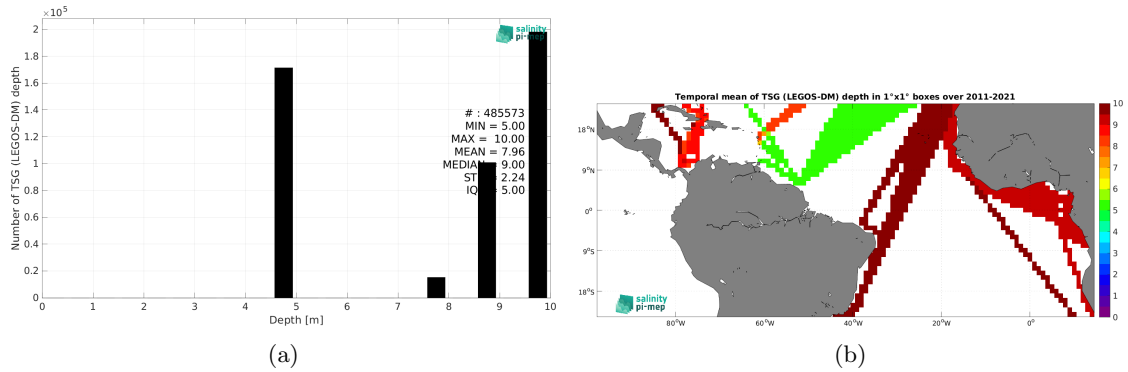 ×10⁵
salinity
pi-mep
# : 485573
MIN = 5.00
MAX = 10.00
MEAN = 7.96
= 9.00
= 2.24
= 5.00
Number of TSG (LEGOS-DM) depth
2
1.8
1.6
1.4
1.2
1
0.8
0.6
0.4
0.2
0
0 1 2 3 4 5 6 7 8 9 10
Depth [m]
(a)
Temporal mean of TSG (LEGOS-DM) depth in 1°x1° boxes over 2011-2021
18°N
9°N
0°
9°S
18°S
80°W 60°W 40°W 20°W 0°
10
9
8
7
6
5
4
3
2
1
0
salinity
pi-mep
(b)